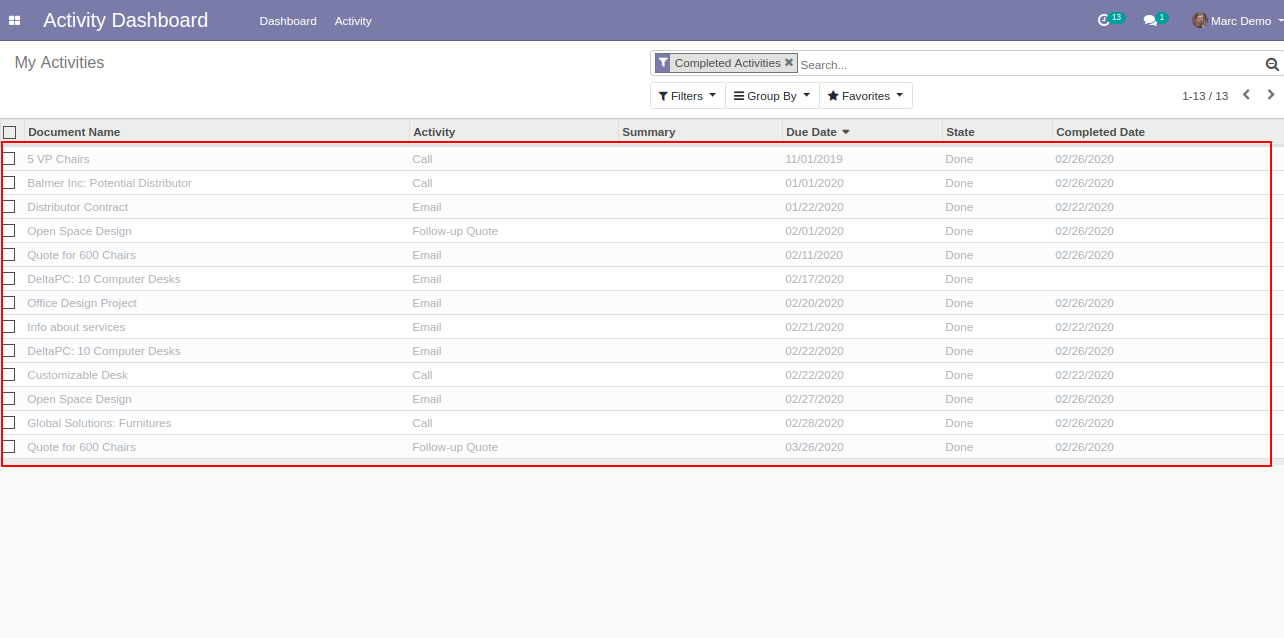 Activity Dashboard Dashboard Activity 13 1 Marc Demo
My Activities
Completed Activities Search...
Filters Group By Favorites 1-13 / 13
Document Name Activity Summary Due Date State Completed Date
5 VP Chairs Call 11/01/2019 Done 02/26/2020
Balmer Inc: Potential Distributor Call 01/01/2020 Done 02/26/2020
Distributor Contract Email 01/22/2020 Done 02/22/2020
Open Space Design Follow-up Quote 02/01/2020 Done 02/26/2020
Quote for 600 Chairs Email 02/11/2020 Done 02/26/2020
DeltaPC: 10 Computer Desks Email 02/17/2020 Done
Office Design Project Email 02/20/2020 Done 02/26/2020
Info about services Email 02/21/2020 Done 02/22/2020
DeltaPC: 10 Computer Desks Email 02/22/2020 Done 02/26/2020
Customizable Desk Call 02/22/2020 Done 02/22/2020
Open Space Design Email 02/27/2020 Done 02/26/2020
Global Solutions: Furnitures Call 02/28/2020 Done 02/26/2020
Quote for 600 Chairs Follow-up Quote 03/26/2020 Done 02/26/2020